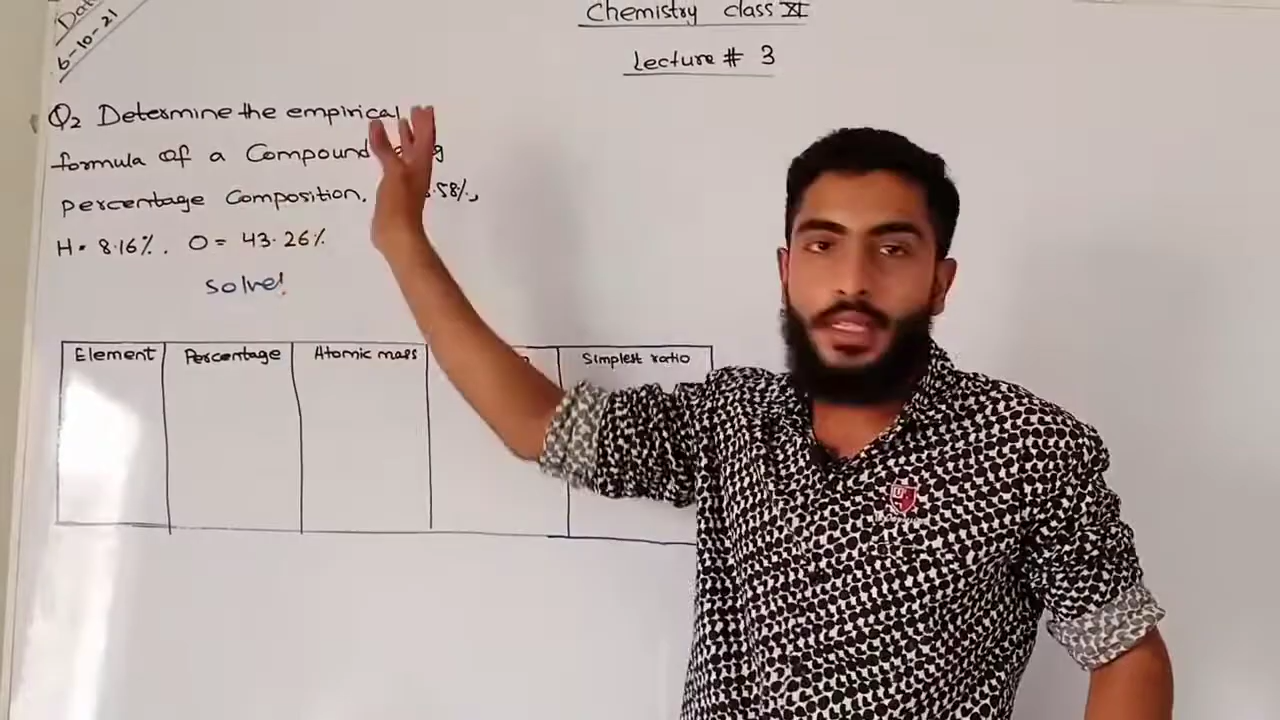 Chemistry class XI
Lecture # 3
6-10-21
Q2 Determine the empirical
formula of a Compound
percentage Composition. .58%,
H = 8.16%. O = 43.26%
Solve!
Element Percentage Atomic mass Simplest ratio